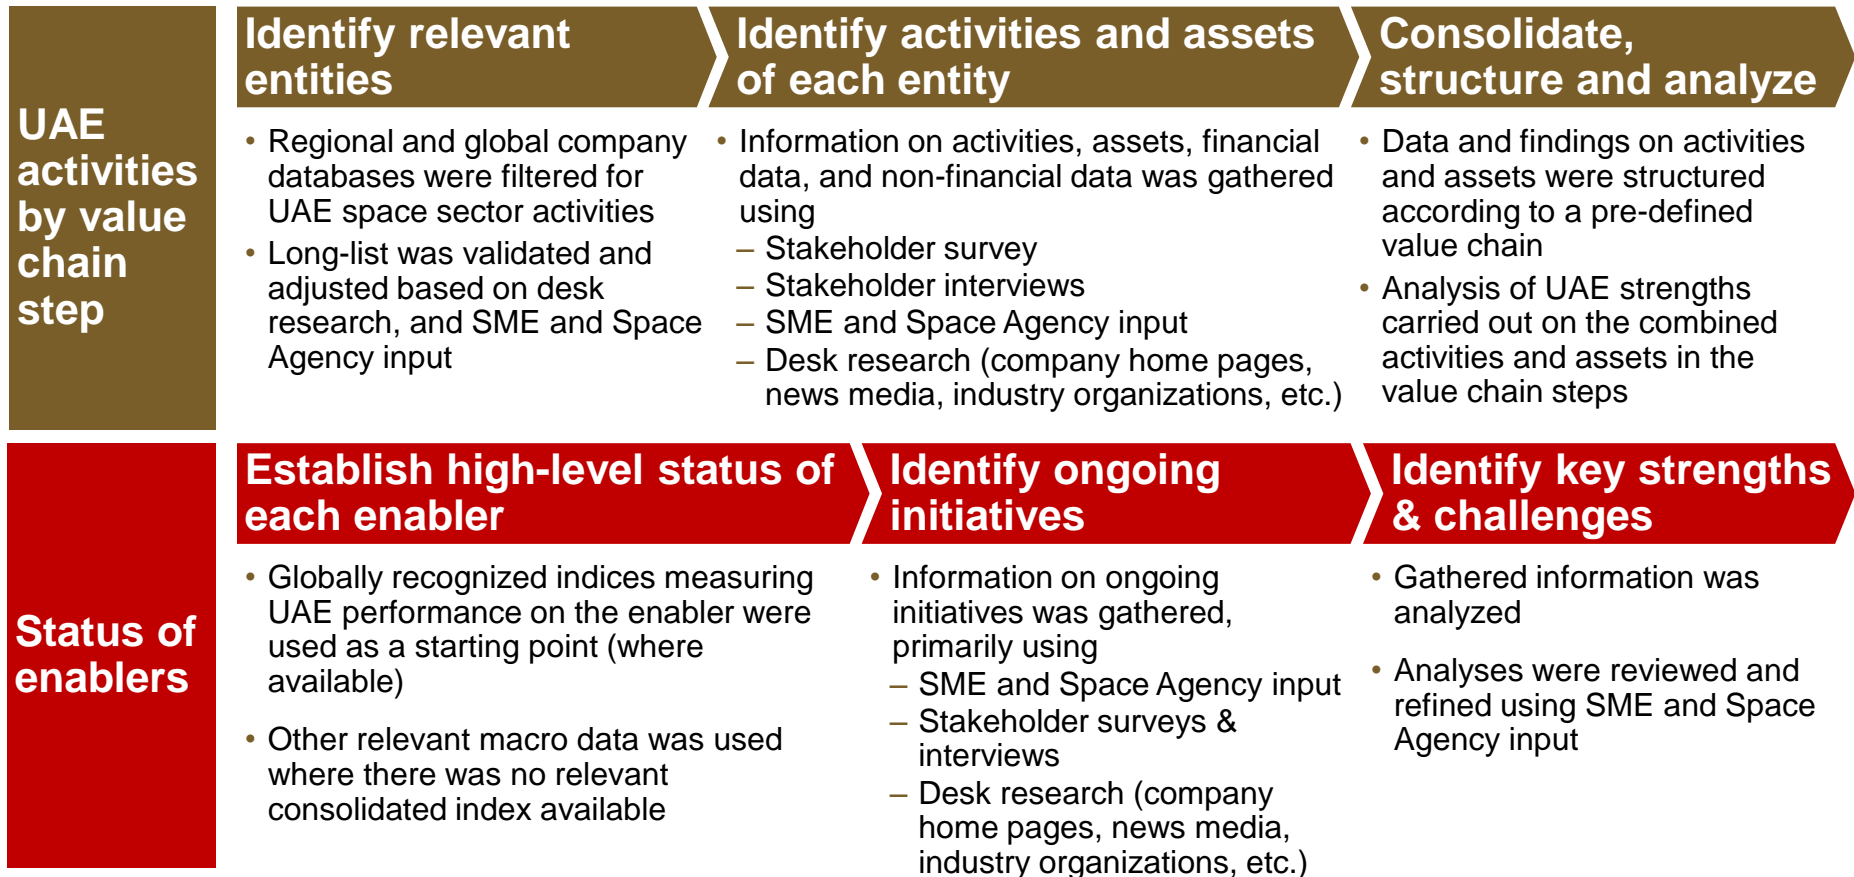 UAE
activities
by value
chain
step
Identify relevant
entities
• Regional and global company
databases were filtered for
UAE space sector activities
• Long-list was validated and
adjusted based on desk
research, and SME and Space
Agency input
Identify activities and assets
of each entity
• Information on activities, assets, financial
data, and non-financial data was gathered
using
– Stakeholder survey
– Stakeholder interviews
– SME and Space Agency input
– Desk research (company home pages,
news media, industry organizations, etc.)
Consolidate,
structure and analyze
• Data and findings on activities
and assets were structured
according to a pre-defined
value chain
• Analysis of UAE strengths
carried out on the combined
activities and assets in the
value chain steps
Status of
enablers
Establish high-level status of
each enabler
• Globally recognized indices measuring
UAE performance on the enabler were
used as a starting point (where
available)
• Other relevant macro data was used
where there was no relevant
consolidated index available
Identify ongoing
initiatives
• Information on ongoing
initiatives was gathered,
primarily using
– SME and Space Agency input
– Stakeholder surveys &
interviews
– Desk research (company
home pages, news media,
industry organizations, etc.)
Identify key strengths
& challenges
• Gathered information was
analyzed
• Analyses were reviewed and
refined using SME and Space
Agency input